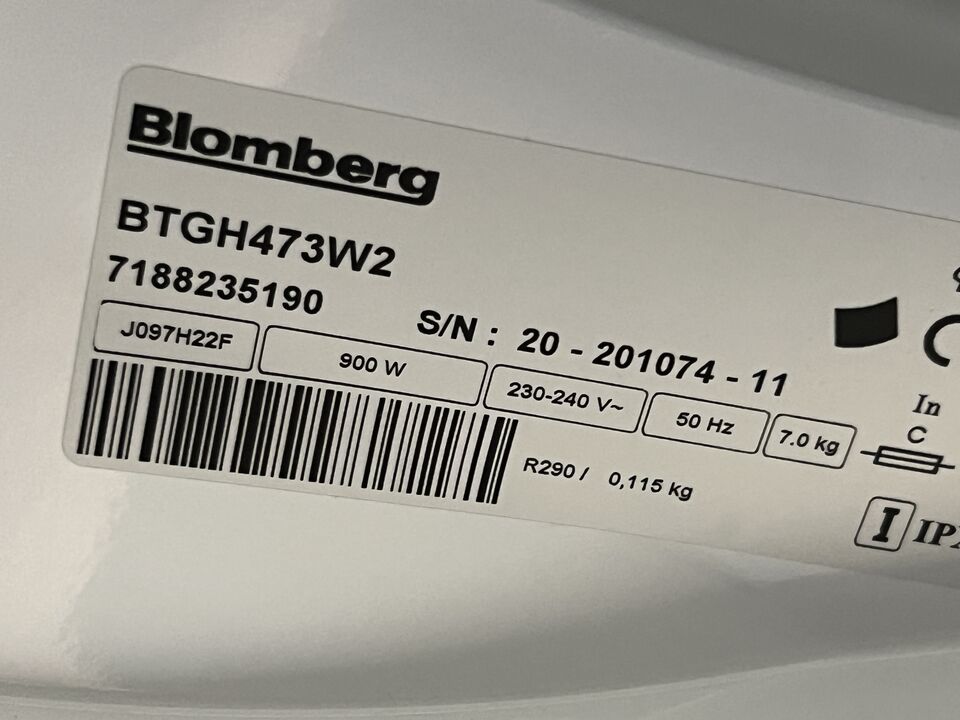 Blomberg
BTGH473W2
7188235190
S/N : 20 - 201074 - 11
J097H22F
900 W
230-240 V~
50 Hz
7.0 kg
R290 / 0,115 kg
In
C
I